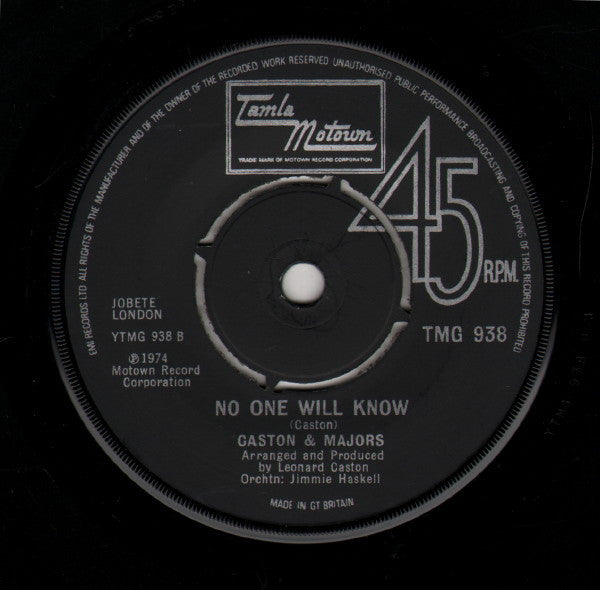 EMI RECORDS LTD ALL RIGHTS OF THE MANUFACTURER AND OF THE OWNER OF THE RECORDED WORK RESERVED UNAUTHORISED PUBLIC PERFORMANCE BROADCASTING AND COPYING OF THIS RECORD PROHIBITED
Tamla
Motown
TRADE MARK OF MOTOWN RECORD CORPORATION
45
R.P.M.
JOBETE
LONDON
YTMG 938 B
TMG 938
℗1974
Motown Record
Corporation
NO ONE WILL KNOW
(Caston)
CASTON & MAJORS
Arranged and Produced
by Leonard Caston
Orchtn: Jimmie Haskell
MADE IN GT BRITAIN
YTMG 938 B